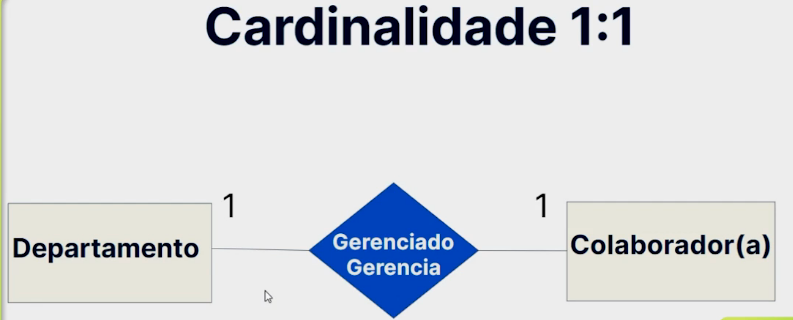 Cardinalidade 1:1
1
1
Departamento
Gerenciado
Gerencia
Colaborador(a)